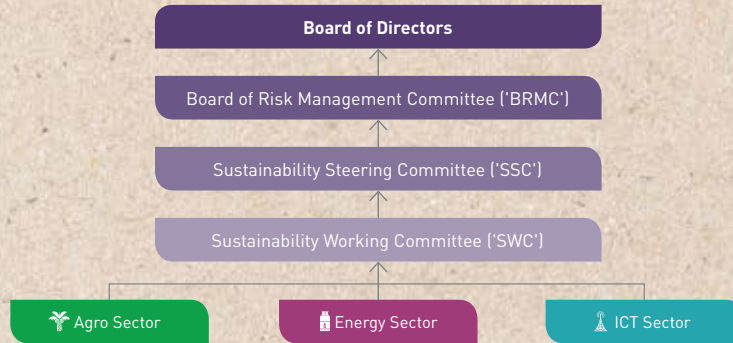 Board of Directors
Board of Risk Management Committee ('BRMC')
Sustainability Steering Committee ('SSC')
Sustainability Working Committee ('SWC')
Agro Sector
Energy Sector
ICT Sector